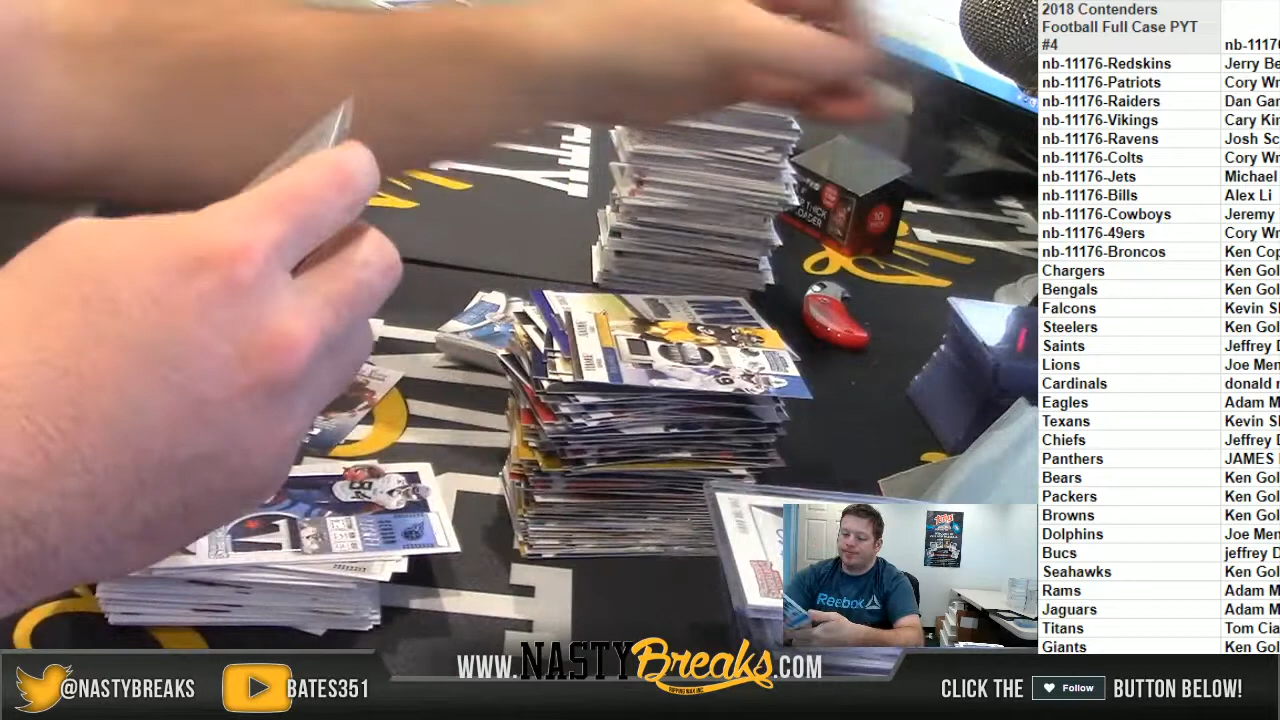 2018 Contenders
Football Full Case PYT
#4 nb-1117
nb-11176-Redskins Jerry Be
nb-11176-Patriots Cory Wr
nb-11176-Raiders Dan Gar
nb-11176-Vikings Cary Kin
nb-11176-Ravens Josh Sc
nb-11176-Colts Cory Wr
nb-11176-Jets Michael
nb-11176-Bills Alex Li
nb-11176-Cowboys Jeremy
nb-11176-49ers Cory Wr
nb-11176-Broncos Ken Cop
Chargers Ken Gol
Bengals Ken Gol
Falcons Kevin Sl
Steelers Ken Gol
Saints Jeffrey D
Lions Joe Men
Cardinals donald r
Eagles Adam M
Texans Kevin Sl
Chiefs Jeffrey D
Panthers JAMES
Bears Ken Gol
Packers Ken Gol
Browns Ken Gol
Dolphins Joe Men
Bucs jeffrey D
Seahawks Ken Gol
Rams Adam M
Jaguars Adam M
Titans Tom Cia
Giants Ken Gol
Reebok
@NASTYBREAKS
BATES351
WWW.NASTYBreaks.COM
RIPPING WAX INC
CLICK THE Follow BUTTON BELOW!